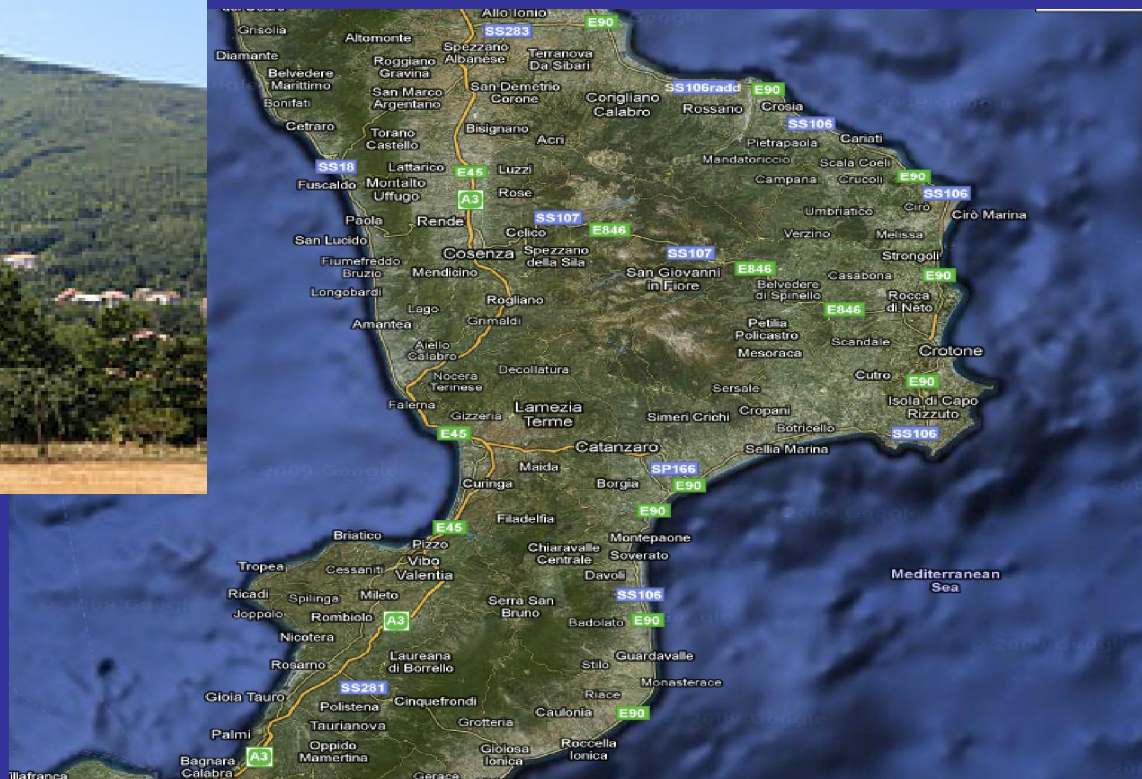 Allo Ionio
E90
Grisolia
SS283
Altomonte
Spezzano
Albanese
Terranova
Da Sibari
Diamante
Roggiano
Gravina
Belvedere
Marittimo
San Marco
Argentano
San Demetrio
Corone
SS106radd
E90
Bonifati
Corigliano
Calabro
Rossano
Crosia
Cetraro
Torano
Castello
Bisignano
Acri
SS106
Pietrapaola
Cariati
SS18
Lattarico
E45
Luzzi
Mandatoriccio
Scala Coeli
Fuscaldo
Montalto
Uffugo
A3
Rose
Campana
Crucoli
E90
SS106
Paola
Rende
SS107
Celico
E846
Umbriatico
Cirò
Cirò Marina
San Lucido
Cosenza
Spezzano
della Sila
SS107
Verzino
Melissa
Strongoli
Fiumefreddo
Bruzio
Mendicino
San Giovanni
in Fiore
E846
Casabona
E90
Longobardi
Rogliano
Belvedere
di Spinello
Rocca
di Neto
Lago
E846
Amantea
Grimaldi
Petilia
Policastro
Scandale
Aiello
Calabro
Mesoraca
Crotone
Nocera
Terinese
Decollatura
Cutro
E90
Sersale
Isola di Capo
Rizzuto
Falerna
Gizzeria
Lamezia
Terme
Simeri Crichi
Cropani
E45
Botricello
SS106
Catanzaro
Sellia Marina
Maida
SP166
Curinga
Borgia
E90
E90
E45
Filadelfia
Briatico
Pizzo
Montepaone
Tropea
Cessaniti
Vibo
Valentia
Chiaravalle
Centrale
Soverato
Davoli
Mediterranean
Sea
Ricadi
Spilinga
Mileto
Serra San
Bruno
SS106
Joppolo
Rombiolo
A3
Badolato
E90
Nicotera
Rosarno
Laureana
di Borrello
Stilo
Guardavalle
Monasterace
SS281
Gioia Tauro
Polistena
Cinquefrondi
Riace
Caulonia
E90
Taurianova
Grotteria
Palmi
Oppido
Mamertina
Gioiosa
Ionica
Roccella
Ionica
A3
Bagnara
Calabra
Gerace